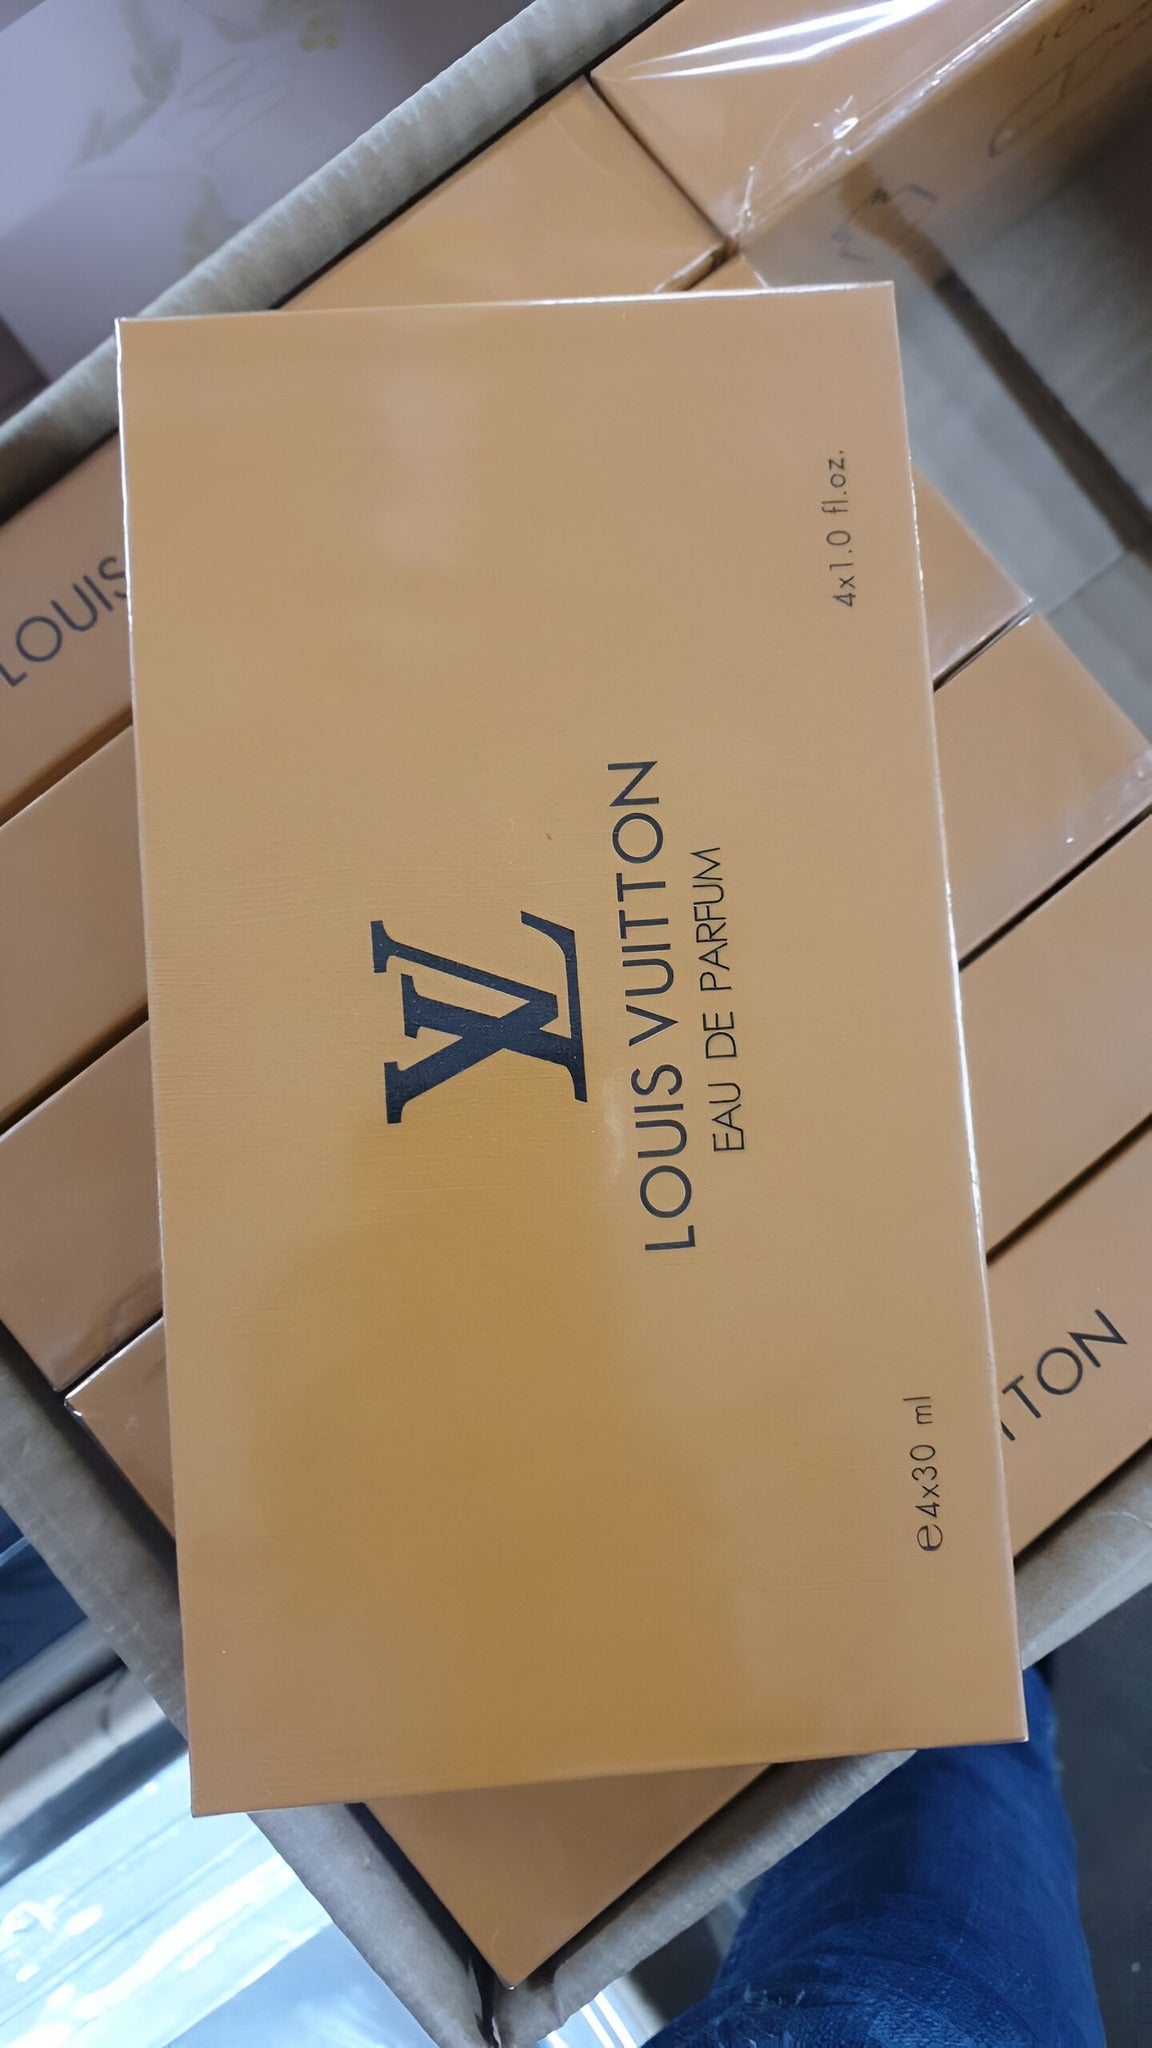 LV
LOUIS VUITTON
EAU DE PARFUM
e 4x30 ml
4x1.0 fl.oz.
LOUIS
TTON